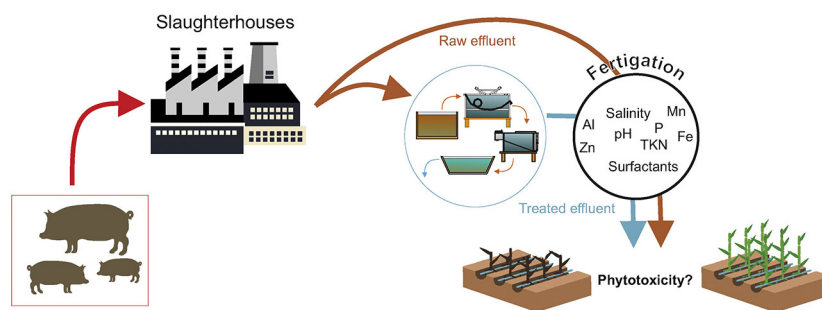 Slaughterhouses
Raw effluent
Fertigation
Salinity
Mn
Al
pH
P
Fe
Zn
TKN
Surfactants
Treated effluent
Phytotoxicity?